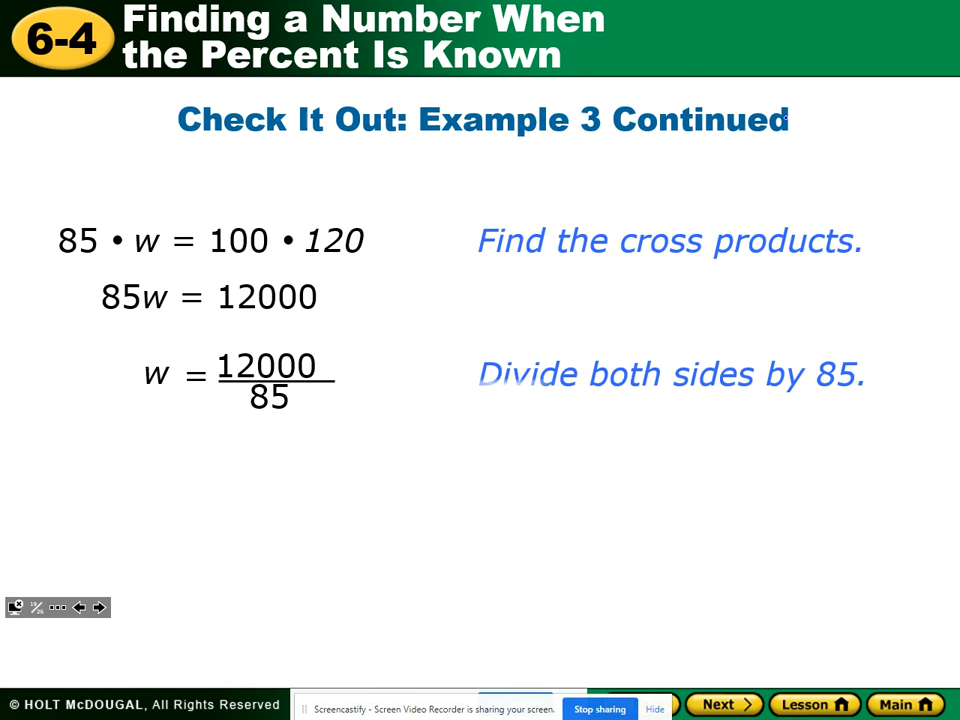 6-4
Finding a Number When
the Percent Is Known
Check It Out: Example 3 Continued
85 • w = 100 • 120 Find the cross products.
85w = 12000
w = 12000 Divide both sides by 85.
85
19/26
© HOLT McDOUGAL, All Rights Reserved
Screencastify - Screen Video Recorder is sharing your screen. Stop sharing Hide
Next Lesson Main